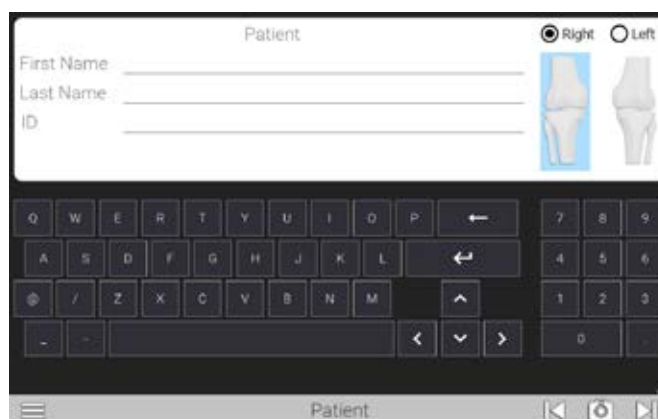 Patient
Right Left
First Name
Last Name
ID
Q W E R T Y U I O P 7 8 9
A S D F G H J K L 4 5 6
@ / Z X C V B N M 1 2 3
_ - 0 .
Patient